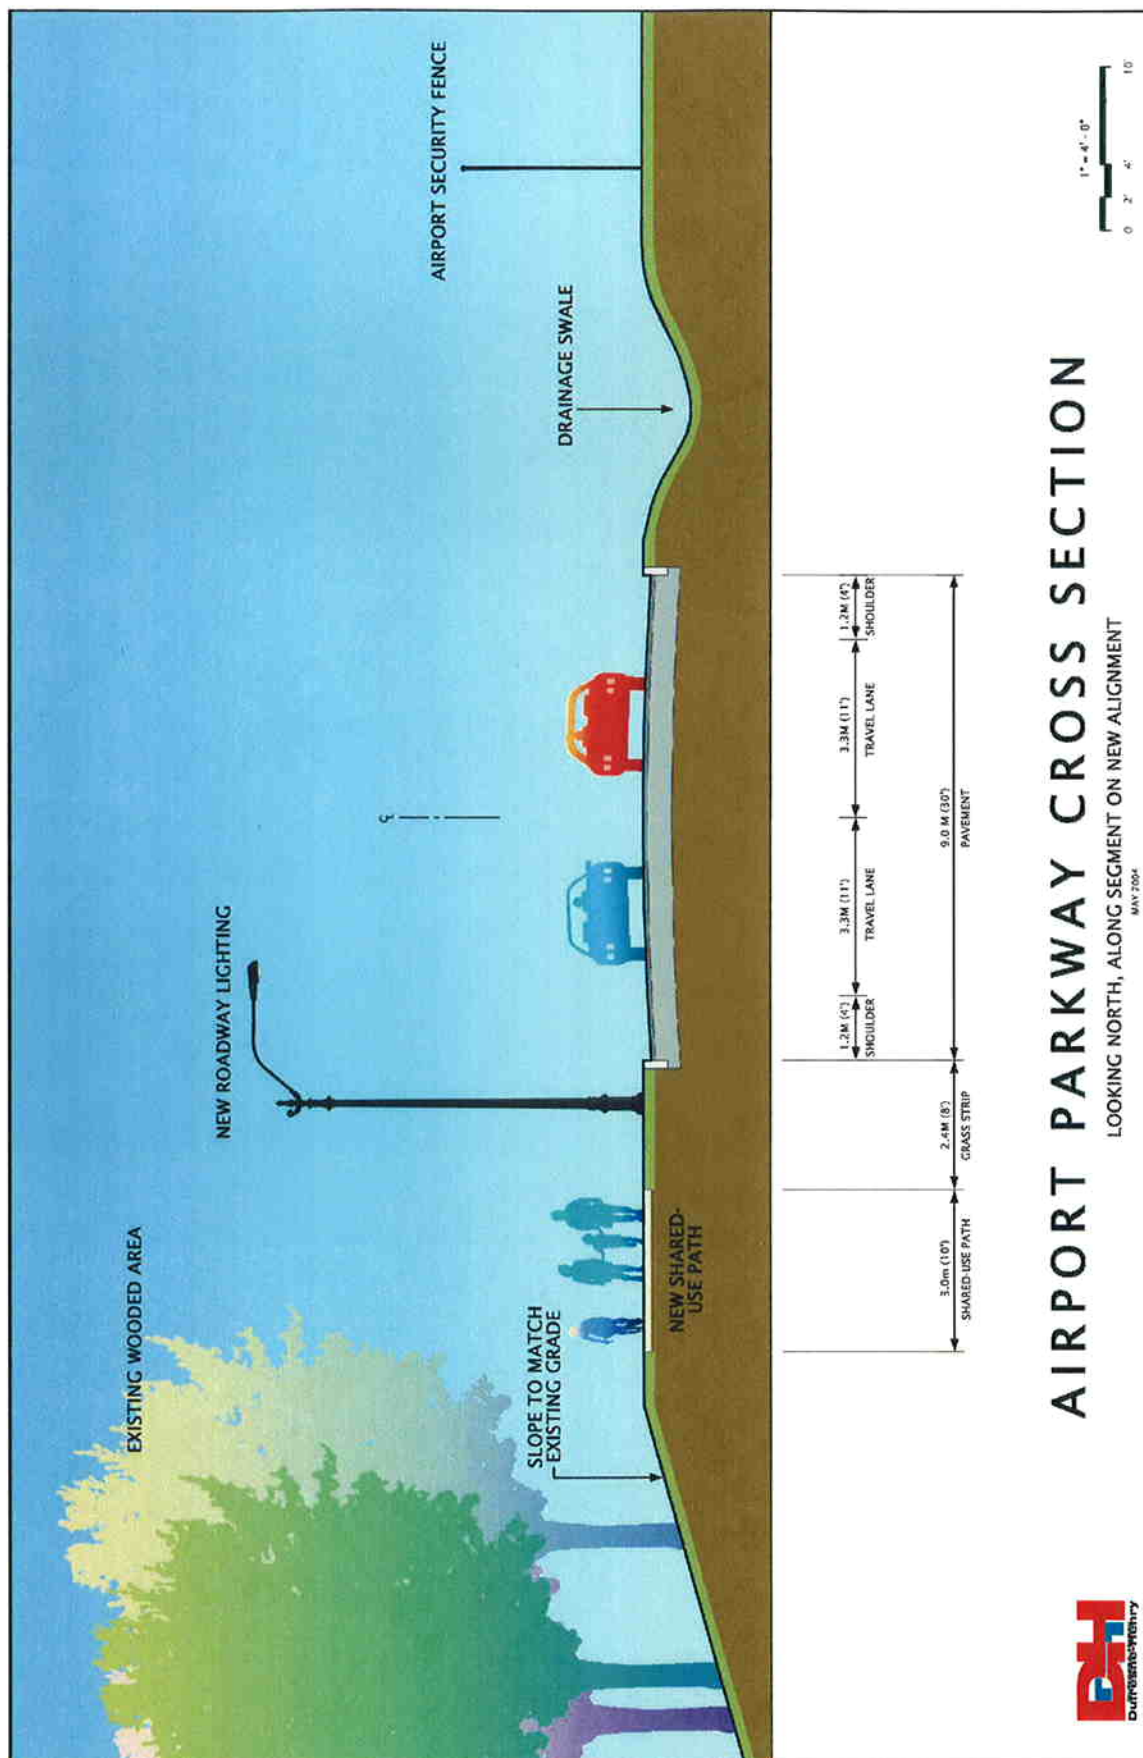 EXISTING WOODED AREA
NEW ROADWAY LIGHTING
AIRPORT SECURITY FENCE
SLOPE TO MATCH
EXISTING GRADE
DRAINAGE SWALE
℄
NEW SHARED-
USE PATH
1.2M (4')
SHOULDER
3.3M (11')
TRAVEL LANE
3.3M (11')
TRAVEL LANE
1.2M (4')
SHOULDER
3.0m (10')
SHARED-USE PATH
2.4M (8')
GRASS STRIP
9.0 M (30')
PAVEMENT
AIRPORT PARKWAY CROSS SECTION
LOOKING NORTH, ALONG SEGMENT ON NEW ALIGNMENT
MAY 2004
1" = 4' - 0"
0 2' 4' 10'
DH
Dufresne-Henry